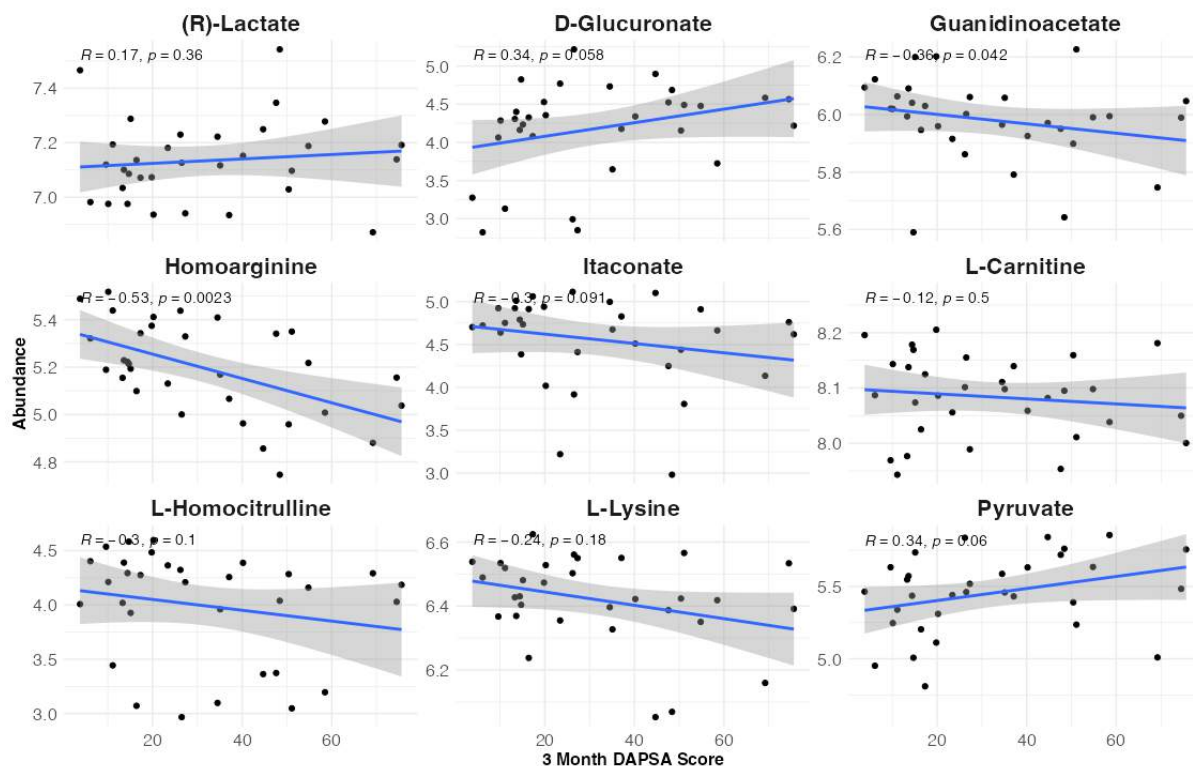 (R)-Lactate
D-Glucuronate
Guanidinoacetate
R = 0.17, p = 0.36
R = 0.34, p = 0.058
R = −0.36, p = 0.042
7.4
7.2
7.0
5.0
4.5
4.0
3.5
3.0
6.2
6.0
5.8
5.6
Homoarginine
Itaconate
L-Carnitine
R = −0.53, p = 0.0023
R = −0.3, p = 0.091
R = −0.12, p = 0.5
5.4
5.2
5.0
4.8
5.0
4.5
4.0
3.5
3.0
8.2
8.1
8.0
Abundance
L-Homocitrulline
L-Lysine
Pyruvate
R = −0.3, p = 0.1
R = −0.24, p = 0.18
R = 0.34, p = 0.06
4.5
4.0
3.5
3.0
6.6
6.4
6.2
5.5
5.0
20 40 60
20 40 60
20 40 60
3 Month DAPSA Score